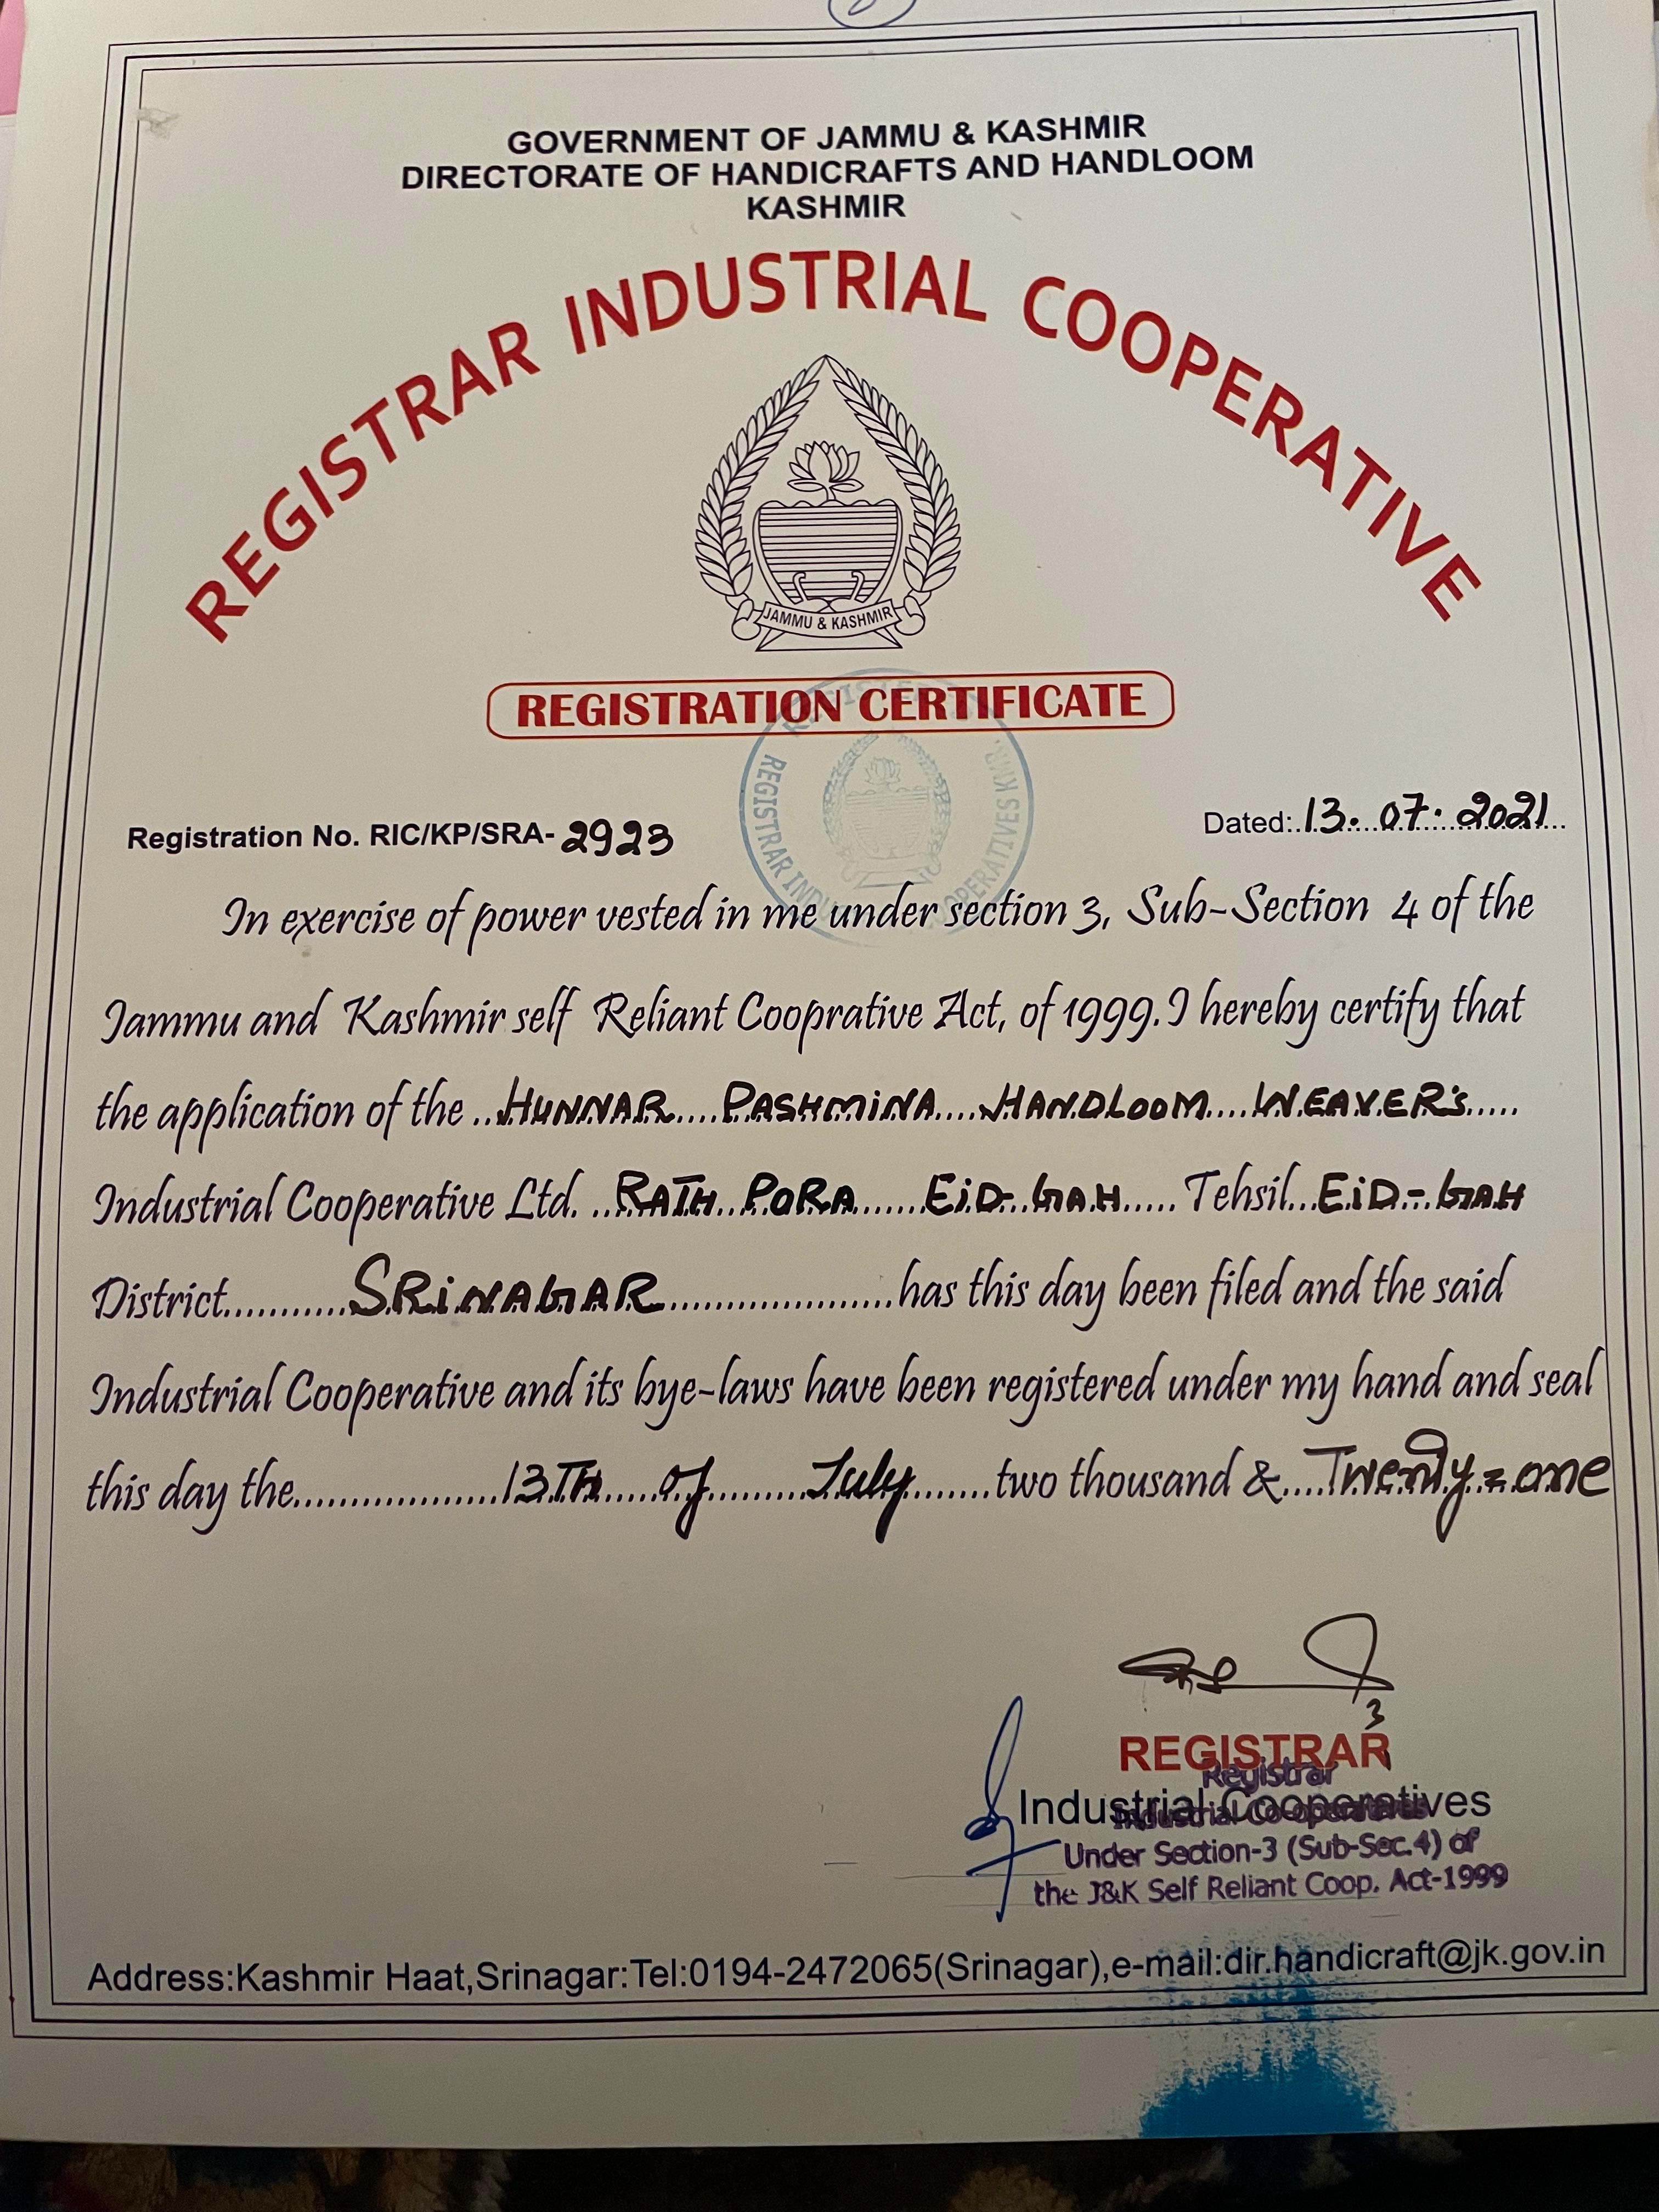 GOVERNMENT OF JAMMU & KASHMIR
DIRECTORATE OF HANDICRAFTS AND HANDLOOM
KASHMIR
REGISTRAR INDUSTRIAL COOPERATIVE
JAMMU & KASHMIR
REGISTRATION CERTIFICATE
REGISTRAR INDUSTRIAL COOPERATIVES KMR.
Registration No. RIC/KP/SRA-2923
Dated:.13.07.2021
In exercise of power vested in me under section 3, Sub-Section 4 of the
Jammu and Kashmir self Reliant Cooprative Act, of 1999. I hereby certify that
the application of the HUNNAR PASHMINA HANDLOOM WEAVER's
Industrial Cooperative Ltd. RATH PORA EID-GAH Tehsil EID-GAH
District SRINAGAR has this day been filed and the said
Industrial Cooperative and its bye-laws have been registered under my hand and seal
this day the 13TH of July two thousand & Twenty=one
3
REGISTRAR
Registrar
Industrial Cooperatives
Industrial Co-operatives
Under Section-3 (Sub-Sec.4) of
the J&K Self Reliant Coop. Act-1999
Address:Kashmir Haat,Srinagar:Tel:0194-2472065(Srinagar),e-mail:dir.handicraft@jk.gov.in